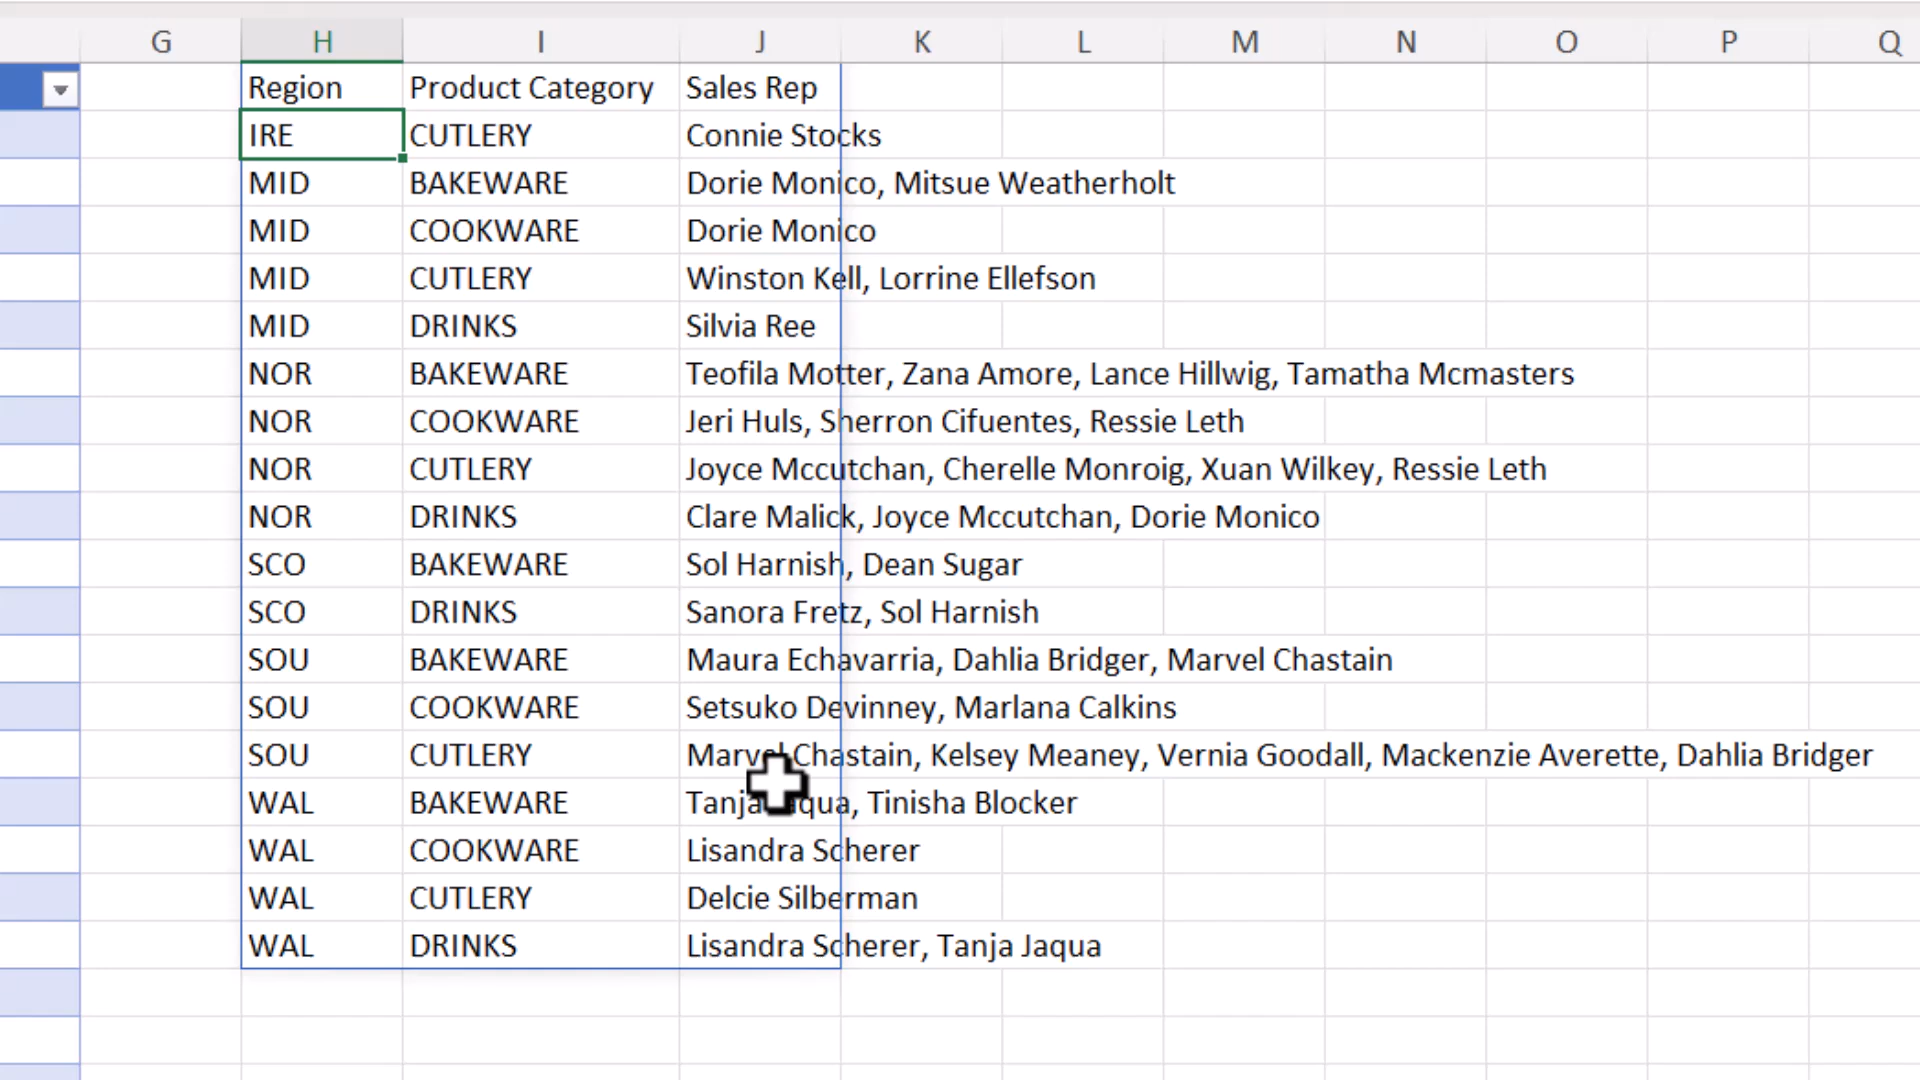 G H I J K L M N O P Q
Region Product Category Sales Rep
IRE CUTLERY Connie Stocks
MID BAKEWARE Dorie Monico, Mitsue Weatherholt
MID COOKWARE Dorie Monico
MID CUTLERY Winston Kell, Lorrine Ellefson
MID DRINKS Silvia Ree
NOR BAKEWARE Teofila Motter, Zana Amore, Lance Hillwig, Tamatha Mcmasters
NOR COOKWARE Jeri Huls, Sherron Cifuentes, Ressie Leth
NOR CUTLERY Joyce Mccutchan, Cherelle Monroig, Xuan Wilkey, Ressie Leth
NOR DRINKS Clare Malick, Joyce Mccutchan, Dorie Monico
SCO BAKEWARE Sol Harnish, Dean Sugar
SCO DRINKS Sanora Fretz, Sol Harnish
SOU BAKEWARE Maura Echavarria, Dahlia Bridger, Marvel Chastain
SOU COOKWARE Setsuko Devinney, Marlana Calkins
SOU CUTLERY Marvel Chastain, Kelsey Meaney, Vernia Goodall, Mackenzie Averette, Dahlia Bridger
WAL BAKEWARE Tanja Jaqua, Tinisha Blocker
WAL COOKWARE Lisandra Scherer
WAL CUTLERY Delcie Silberman
WAL DRINKS Lisandra Scherer, Tanja Jaqua